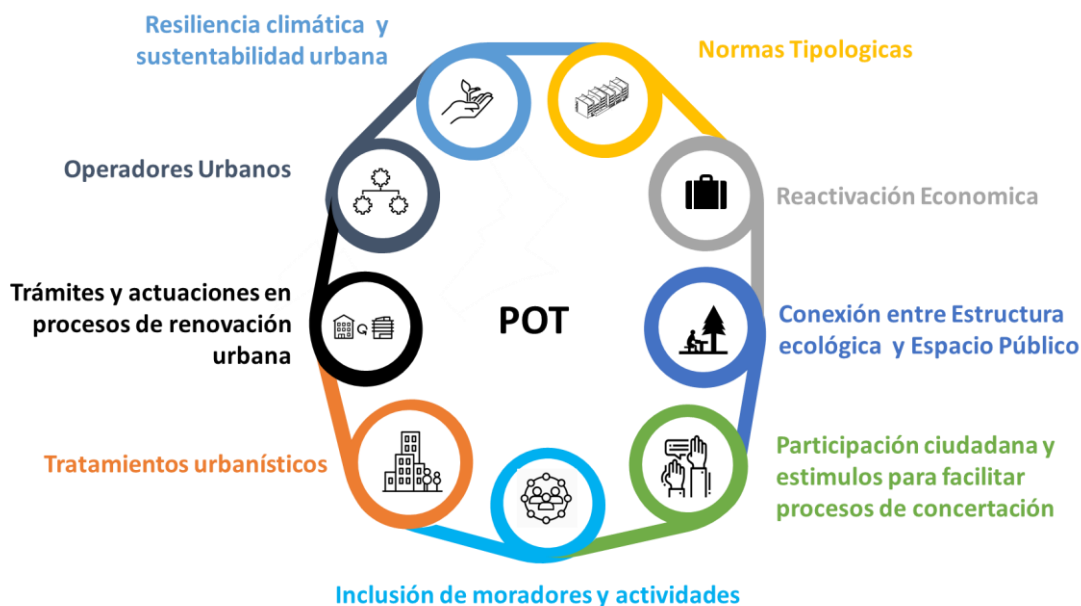 Resiliencia climática y
sustentabilidad urbana
Normas Tipologicas
Operadores Urbanos
Reactivación Economica
Trámites y actuaciones en
procesos de renovación
urbana
POT
Conexión entre Estructura
ecológica y Espacio Público
Tratamientos urbanísticos
Participación ciudadana y
estimulos para facilitar
procesos de concertación
Inclusión de moradores y actividades